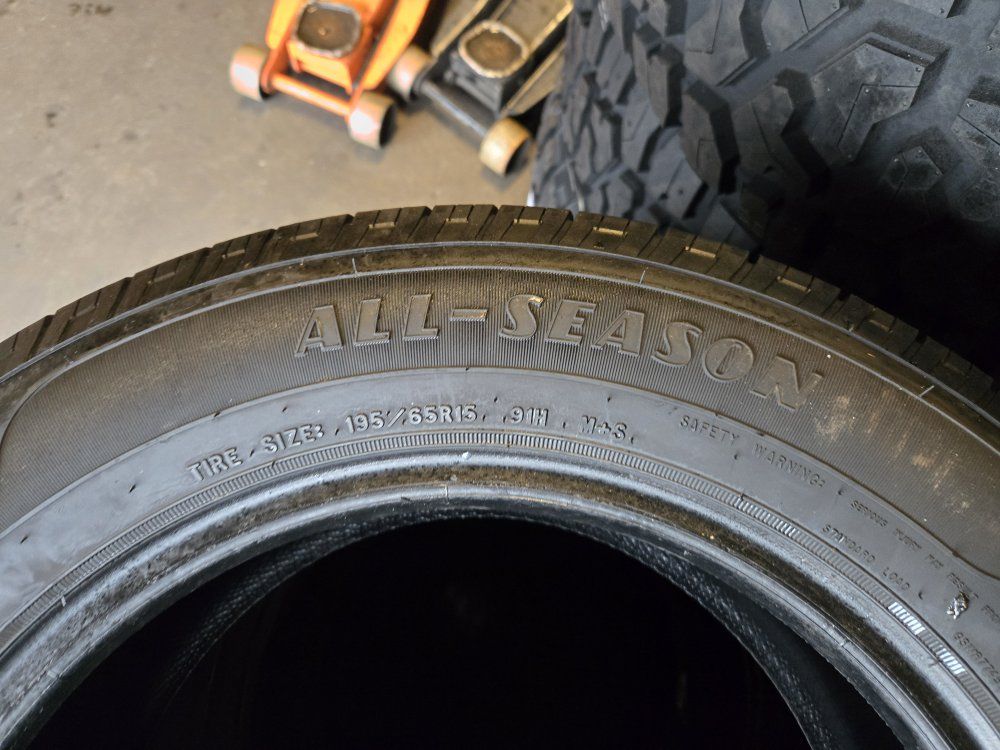 ALL-SEASON
TIRE SIZE: 195/65R15 91H M+S
SAFETY WARNING:
STANDARD LOAD